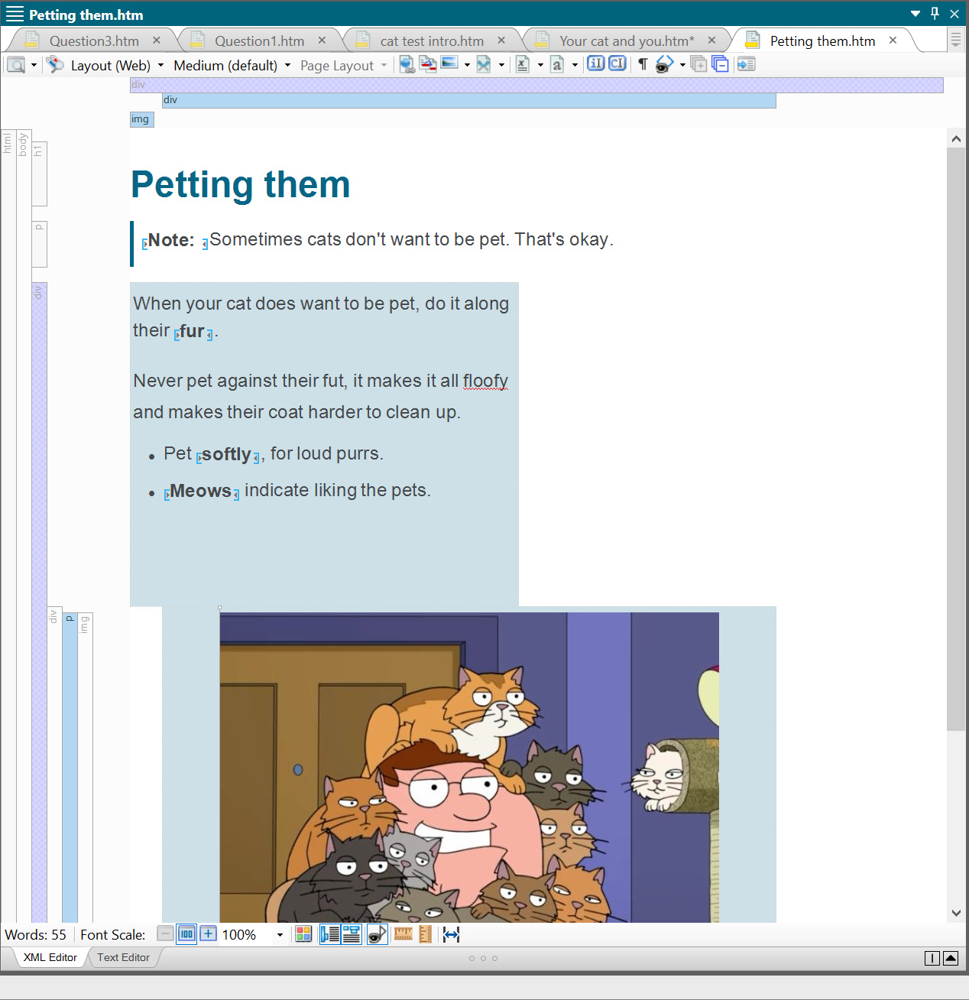 Petting them.htm
Question3.htm
Question1.htm
cat test intro.htm
Your cat and you.htm*
Petting them.htm
Layout (Web)
Medium (default)
Page Layout
div
div
img
html
body
h1
p
div
Petting them
Note: Sometimes cats don't want to be pet. That's okay.
When your cat does want to be pet, do it along
their fur.
Never pet against their fut, it makes it all floofy
and makes their coat harder to clean up.
• Pet softly, for loud purrs.
• Meows indicate liking the pets.
div
p
img
Words: 55
Font Scale:
100
100%
XML Editor
Text Editor